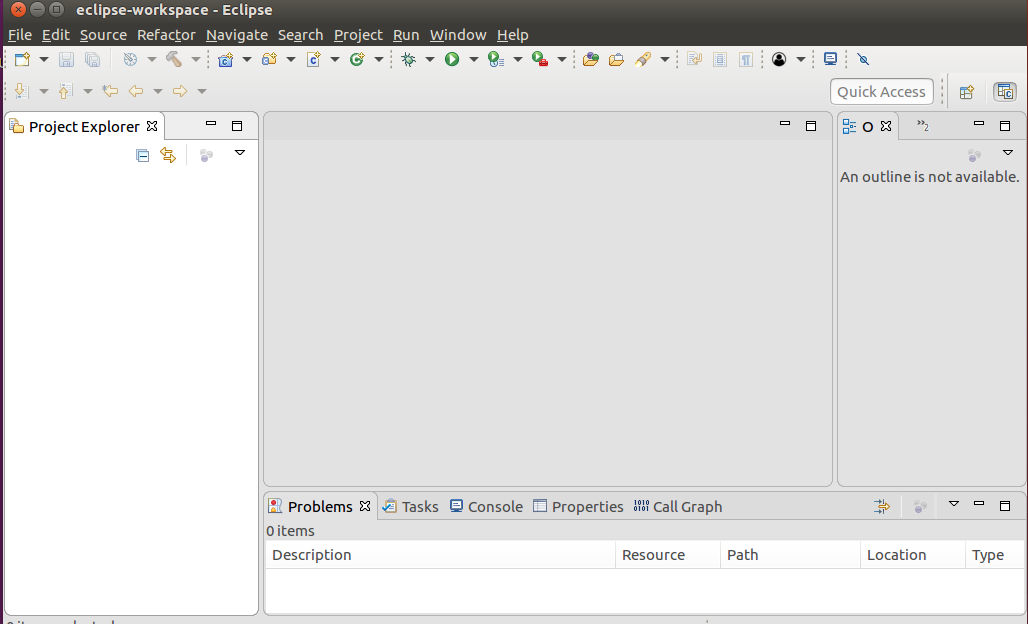 eclipse-workspace - Eclipse
File Edit Source Refactor Navigate Search Project Run Window Help
Quick Access
Project Explorer
O
»2
An outline is not available.
Problems Tasks Console Properties Call Graph
0 items
Description Resource Path Location Type